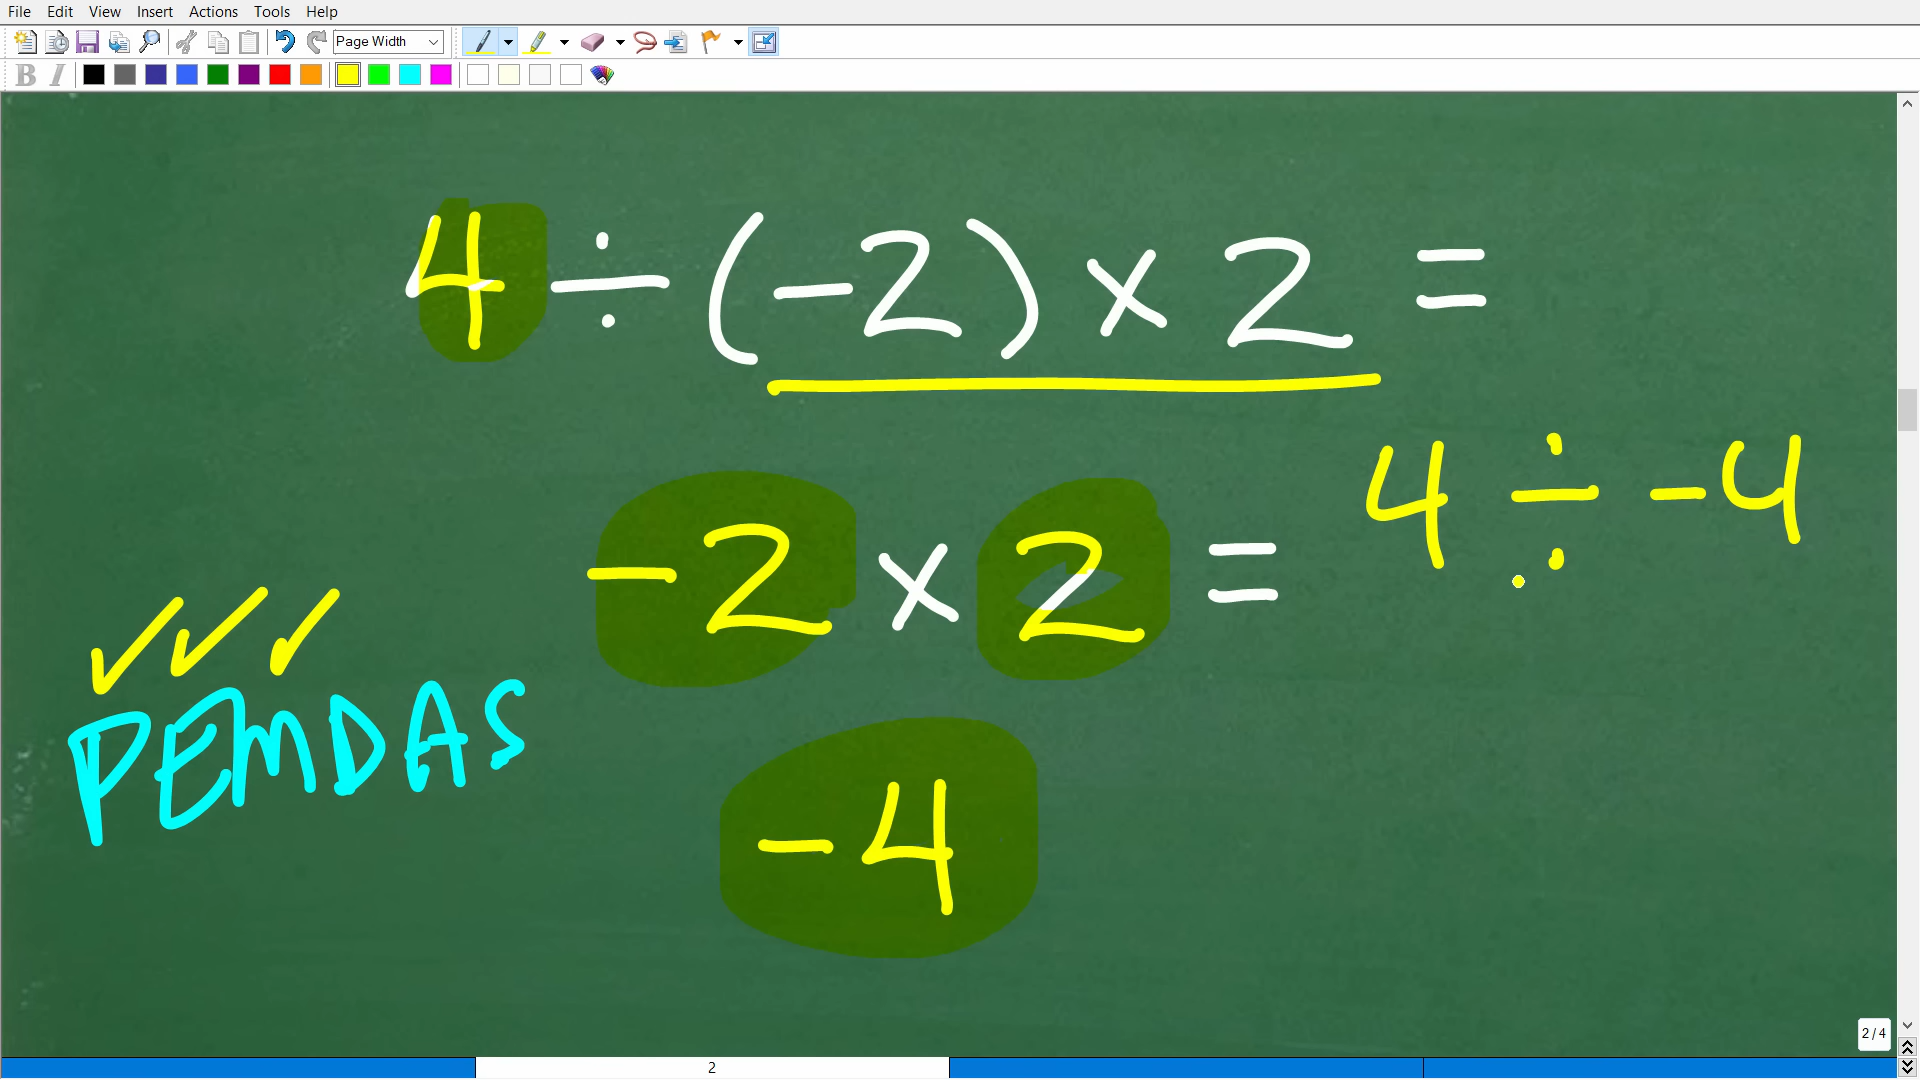 File Edit View Insert Actions Tools Help
Page Width
B I
4 ÷ (-2) x 2 =
4 ÷ -4
-2 x 2 =
PEMDAS
-4
2 / 4
2